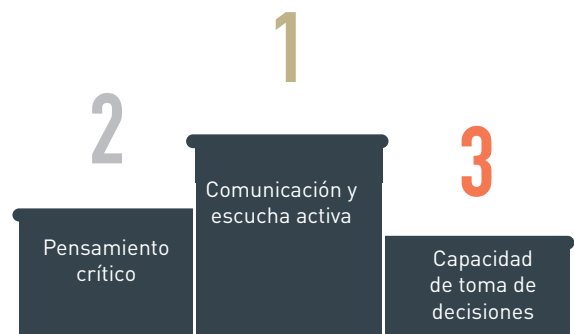 1
2
3
Comunicación y
escucha activa
Pensamiento
crítico
Capacidad
de toma de
decisiones